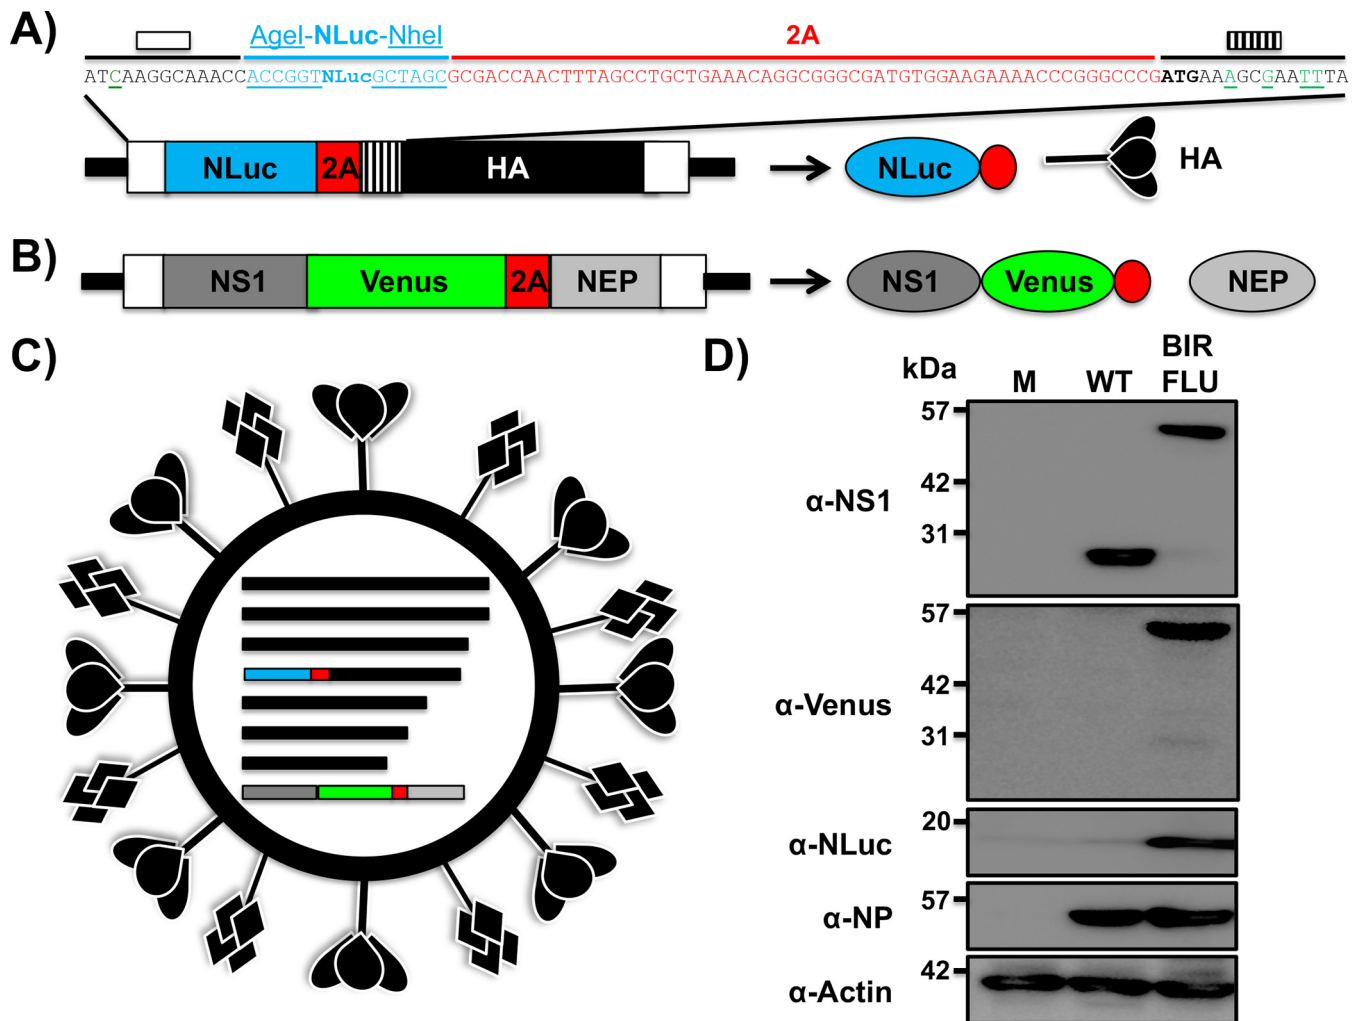 A)
AgeI-NLuc-NheI
2A
ATCAAGGCAAACCACCGGTNLucGCTAGCGCGACCAACTTTAGCCTGCTGAAACAGGCGGGCGATGTGGAAGAAAACCCGGGCCCGATGAAAGCGAATTTA
NLuc 2A HA NLuc HA
B)
NS1 Venus 2A NEP NS1 Venus NEP
C)
D)
kDa M WT BIR FLU
α-NS1 57 42 31
α-Venus 57 42 31
α-NLuc 20
α-NP 57
α-Actin 42